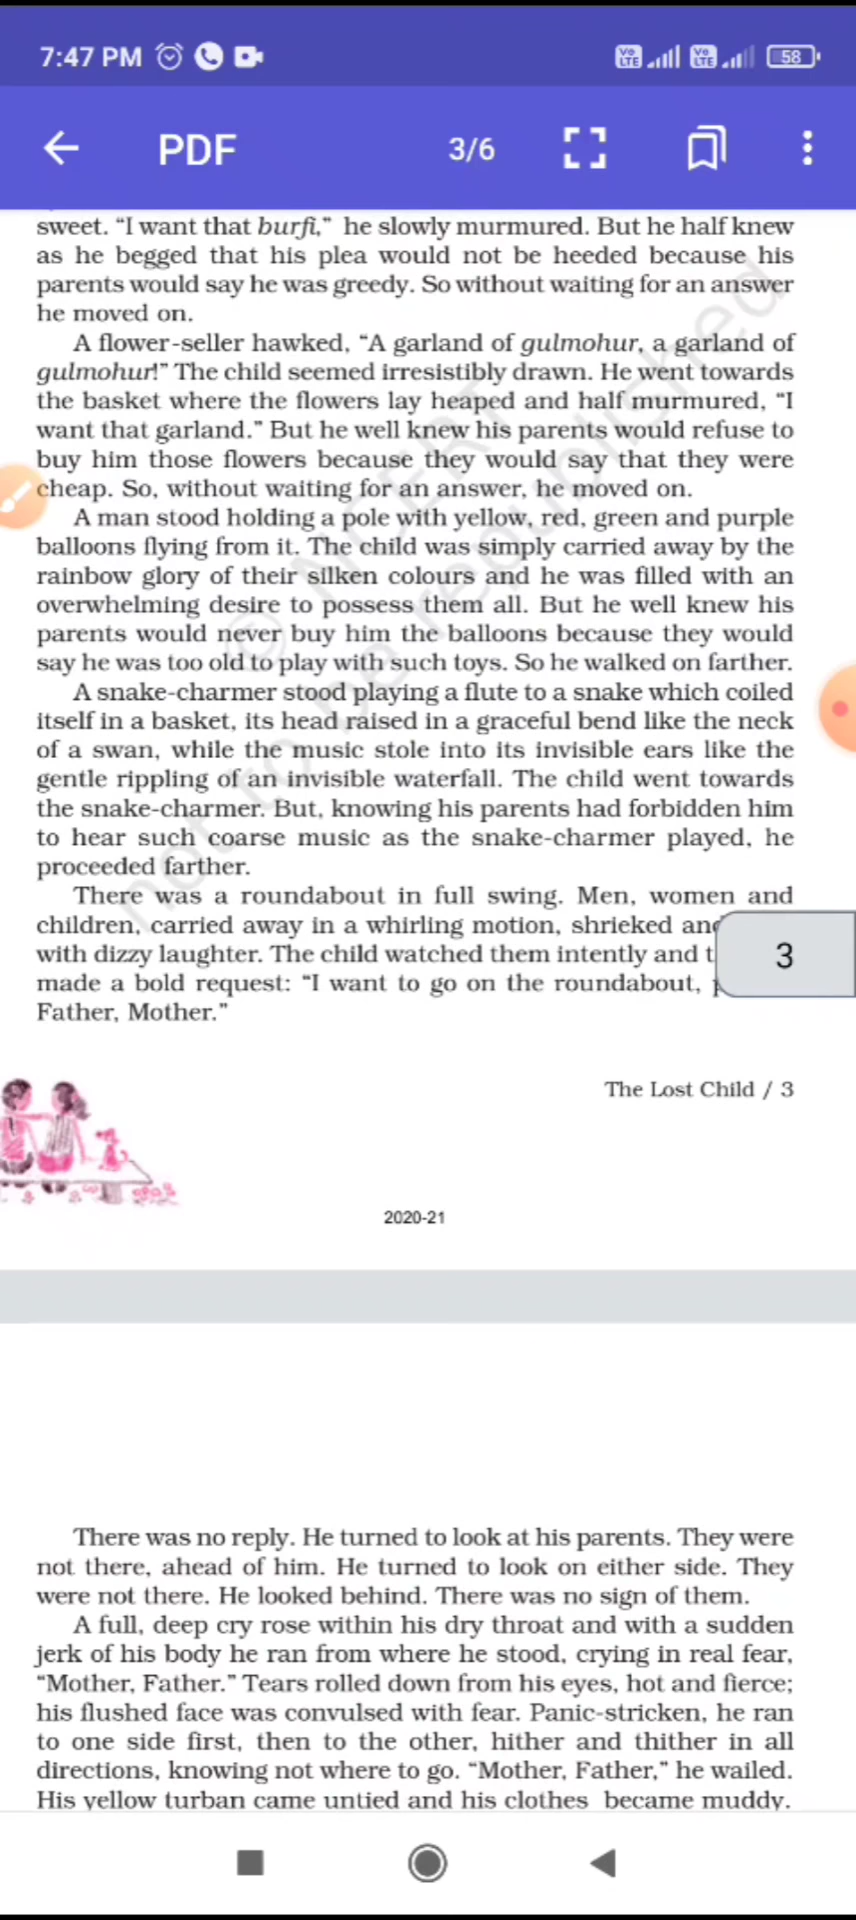 7:47 PM
Vo LTE Vo LTE 58
PDF 3/6
sweet. “I want that burfi,” he slowly murmured. But he half knew
as he begged that his plea would not be heeded because his
parents would say he was greedy. So without waiting for an answer
he moved on.
A flower-seller hawked, “A garland of gulmohur, a garland of
gulmohur!” The child seemed irresistibly drawn. He went towards
the basket where the flowers lay heaped and half murmured, “I
want that garland.” But he well knew his parents would refuse to
buy him those flowers because they would say that they were
cheap. So, without waiting for an answer, he moved on.
A man stood holding a pole with yellow, red, green and purple
balloons flying from it. The child was simply carried away by the
rainbow glory of their silken colours and he was filled with an
overwhelming desire to possess them all. But he well knew his
parents would never buy him the balloons because they would
say he was too old to play with such toys. So he walked on farther.
A snake-charmer stood playing a flute to a snake which coiled
itself in a basket, its head raised in a graceful bend like the neck
of a swan, while the music stole into its invisible ears like the
gentle rippling of an invisible waterfall. The child went towards
the snake-charmer. But, knowing his parents had forbidden him
to hear such coarse music as the snake-charmer played, he
proceeded farther.
There was a roundabout in full swing. Men, women and
children, carried away in a whirling motion, shrieked and
with dizzy laughter. The child watched them intently and
made a bold request: “I want to go on the roundabout,
Father, Mother.”
3
© NCERT
not to be republished
The Lost Child / 3
2020-21
There was no reply. He turned to look at his parents. They were
not there, ahead of him. He turned to look on either side. They
were not there. He looked behind. There was no sign of them.
A full, deep cry rose within his dry throat and with a sudden
jerk of his body he ran from where he stood, crying in real fear,
“Mother, Father.” Tears rolled down from his eyes, hot and fierce;
his flushed face was convulsed with fear. Panic-stricken, he ran
to one side first, then to the other, hither and thither in all
directions, knowing not where to go. “Mother, Father,” he wailed.
His yellow turban came untied and his clothes became muddy.